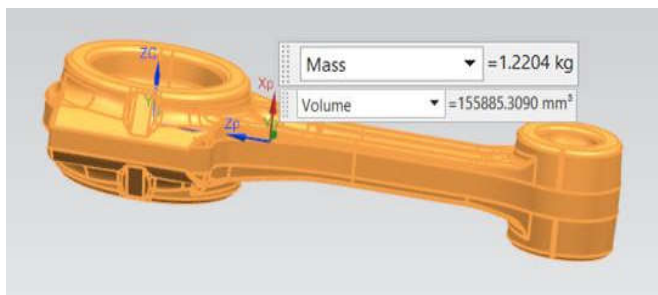 ZC
Mass =1.2204 kg
Xp
Volume =155885.3090 mm³
Zp